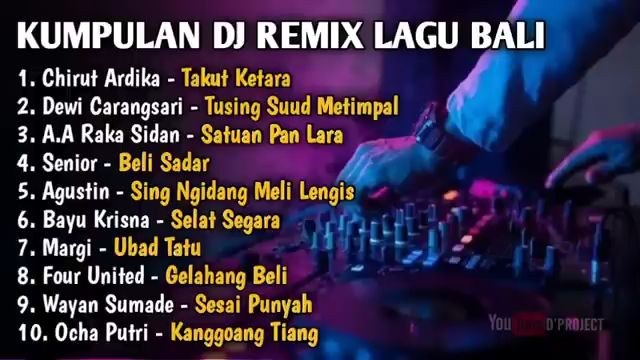 KUMPULAN DJ REMIX LAGU BALI
1. Chirut Ardika - Takut Ketara
2. Dewi Carangsari - Tusing Suud Metimpal
3. A.A Raka Sidan - Satuan Pan Lara
4. Senior - Beli Sadar
5. Agustin - Sing Ngidang Meli Lengis
6. Bayu Krisna - Selat Segara
7. Margi - Ubad Tatu
8. Four United - Gelahang Beli
9. Wayan Sumade - Sesai Punyah
10. Ocha Putri - Kanggoang Tiang
D'PROJECT